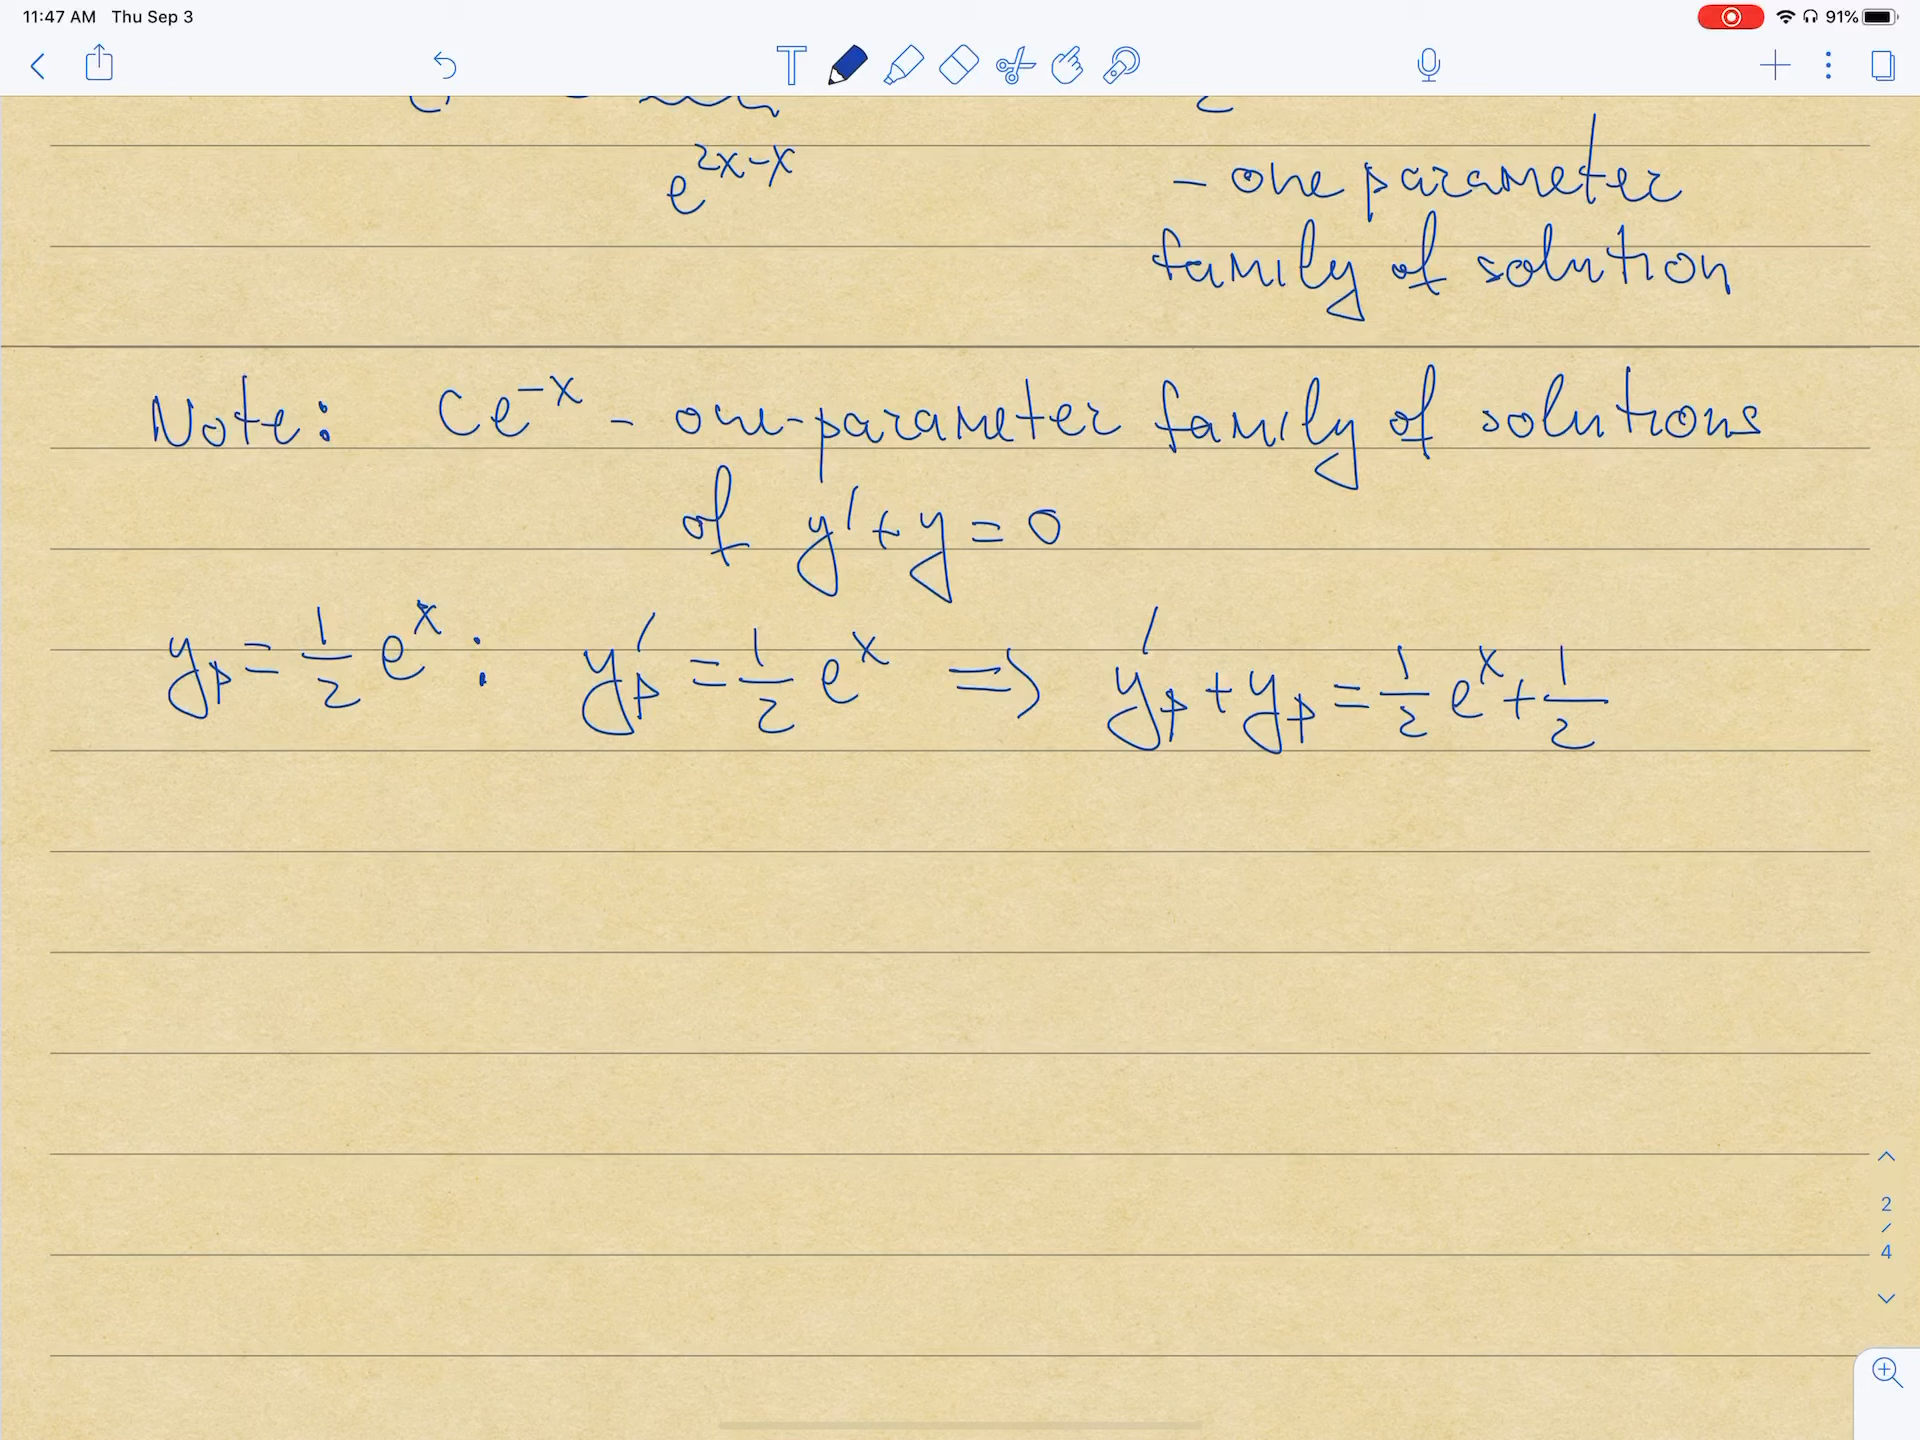 11:47 AM Thu Sep 3
91%
e^{2x-x}
- one parameter
family of solution
Note: Ce^{-x} - one-parameter family of solutions
of y' + y = 0
y_p = 1/2 e^x : y_p' = 1/2 e^x => y_p' + y_p = 1/2 e^x + 1/2
2
/
4